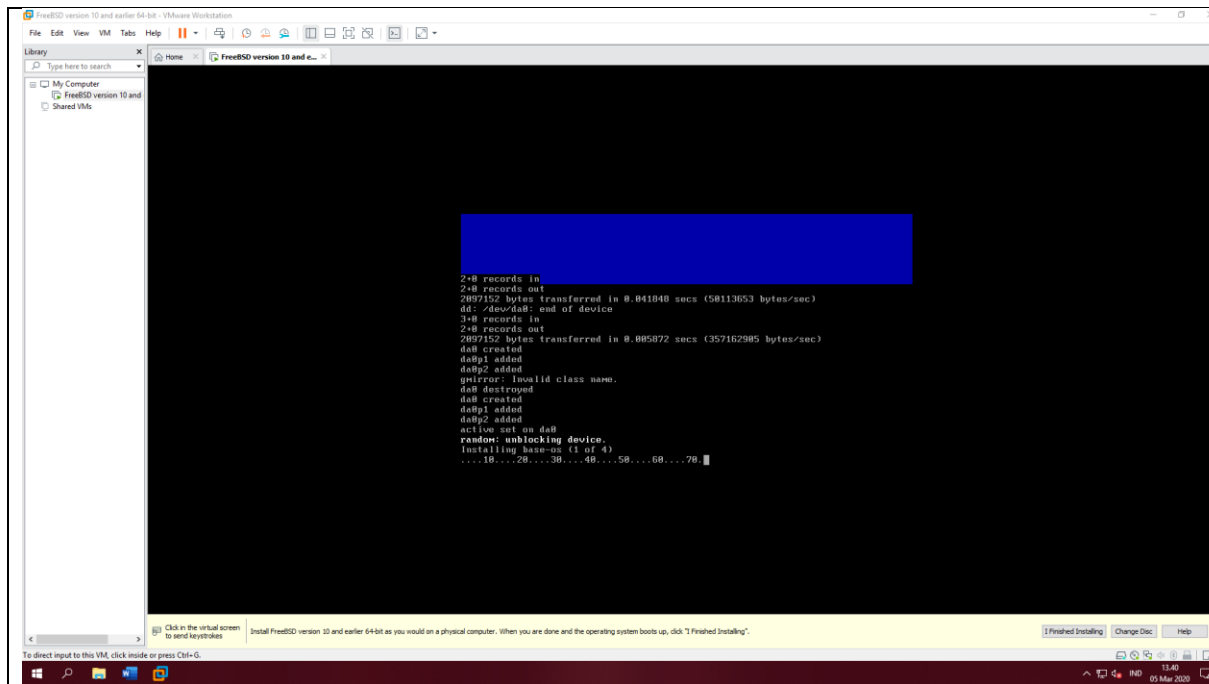 FreeBSD version 10 and earlier 64-bit - VMware Workstation
File Edit View VM Tabs Help
Library
Type here to search
My Computer
FreeBSD version 10 and
Shared VMs
Home
FreeBSD version 10 and e...
2+0 records in
2+0 records out
2097152 bytes transferred in 0.041848 secs (50113653 bytes/sec)
dd: /dev/da0: end of device
3+0 records in
2+0 records out
2097152 bytes transferred in 0.005872 secs (357162905 bytes/sec)
da0 created
da0p1 added
da0p2 added
gmirror: Invalid class name.
da0 destroyed
da0 created
da0p1 added
da0p2 added
active set on da0
random: unblocking device.
Installing base-os (1 of 4)
....10....20....30....40....50....60....70.
Click in the virtual screen
to send keystrokes
Install FreeBSD version 10 and earlier 64-bit as you would on a physical computer. When you are done and the operating system boots up, click "I Finished Installing".
I Finished Installing
Change Disc
Help
To direct input to this VM, click inside or press Ctrl+G.
IND
13.40
05 Mar 2020